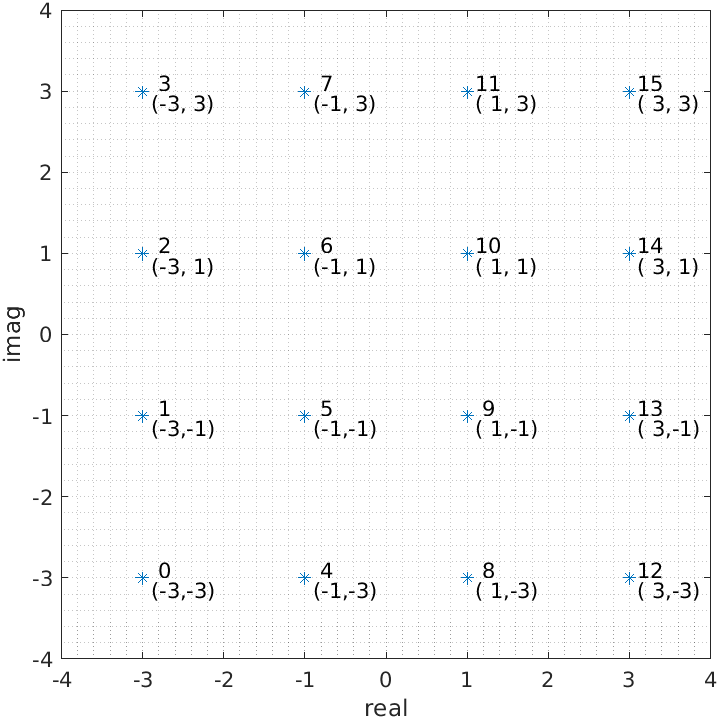 4
3 7 11 15
3 (-3, 3) (-1, 3) ( 1, 3) ( 3, 3)
2
2 6 10 14
1 (-3, 1) (-1, 1) ( 1, 1) ( 3, 1)
imag
0
1 5 9 13
-1 (-3,-1) (-1,-1) ( 1,-1) ( 3,-1)
-2
0 4 8 12
-3 (-3,-3) (-1,-3) ( 1,-3) ( 3,-3)
-4
-4 -3 -2 -1 0 1 2 3 4
real